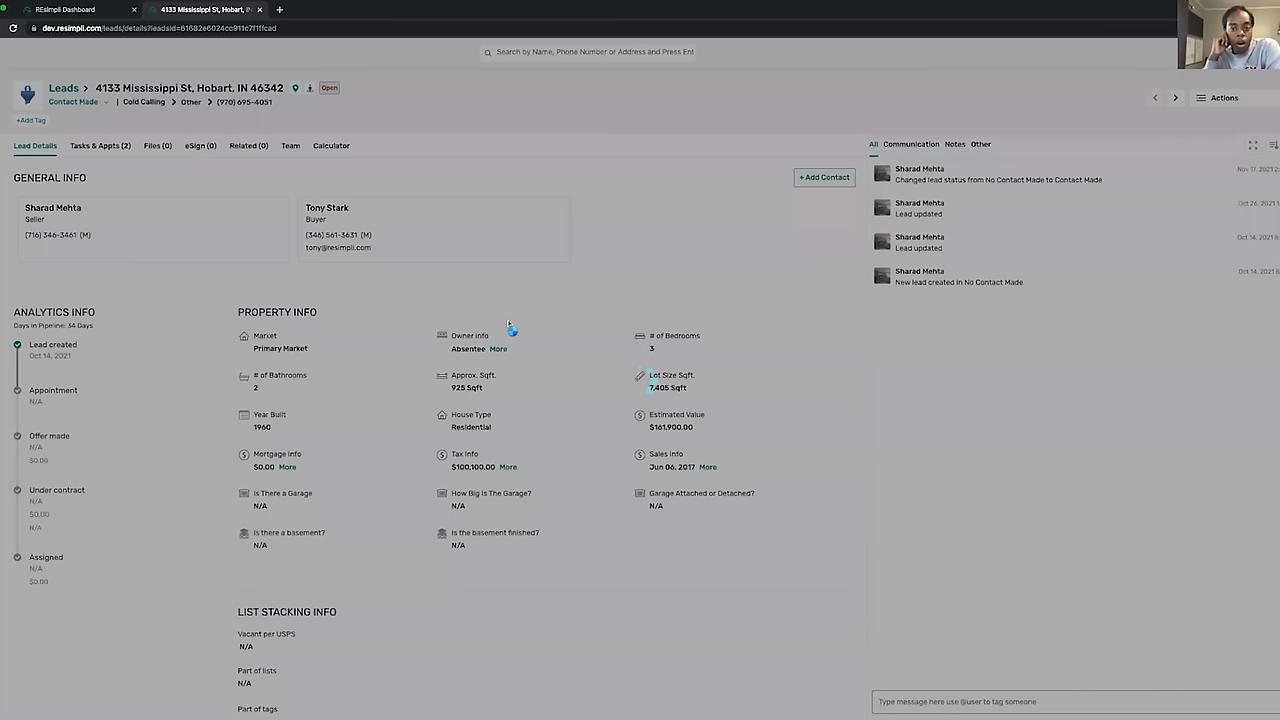 REsimpli Dashboard
4133 Mississippi St, Hobart, IN
dev.resimpli.com/leads/details?leadsId=61682e6024cc911c7f1ffcad
Search by Name, Phone Number or Address and Press Ent
Leads > 4133 Mississippi St, Hobart, IN 46342 Open
Contact Made | Cold Calling > Other > (970) 695-4051
Actions
+Add Tag
Lead Details Tasks & Appts (2) Files (0) eSign (0) Related (0) Team Calculator
All Communication Notes Other
GENERAL INFO
+ Add Contact
Sharad Mehta
Seller
(716) 346-3461 (M)
Tony Stark
Buyer
(346) 561-3631 (M)
tony@resimpli.com
Sharad Mehta
Nov 17, 2021 2:
Changed lead status from No Contact Made to Contact Made
Sharad Mehta
Oct 26, 2021 1
Lead updated
Sharad Mehta
Oct 14, 2021 8:
Lead updated
Sharad Mehta
Oct 14, 2021 8:
New lead created in No Contact Made
ANALYTICS INFO
Days in Pipeline: 34 Days
Lead created
Oct 14, 2021
Appointment
N/A
Offer made
N/A
$0.00
Under contract
N/A
$0.00
N/A
Assigned
N/A
$0.00
PROPERTY INFO
Market
Primary Market
Owner Info
Absentee More
# of Bedrooms
3
# of Bathrooms
2
Approx. Sqft.
925 Sqft
Lot Size Sqft.
7,405 Sqft
Year Built
1960
House Type
Residential
Estimated Value
$161,900.00
Mortgage Info
$0.00 More
Tax Info
$100,100.00 More
Sales Info
Jun 06, 2017 More
Is There a Garage
N/A
How Big Is The Garage?
N/A
Garage Attached or Detached?
N/A
Is there a basement?
N/A
Is the basement finished?
N/A
LIST STACKING INFO
Vacant per USPS
N/A
Part of lists
N/A
Part of tags
Type message here use @user to tag someone